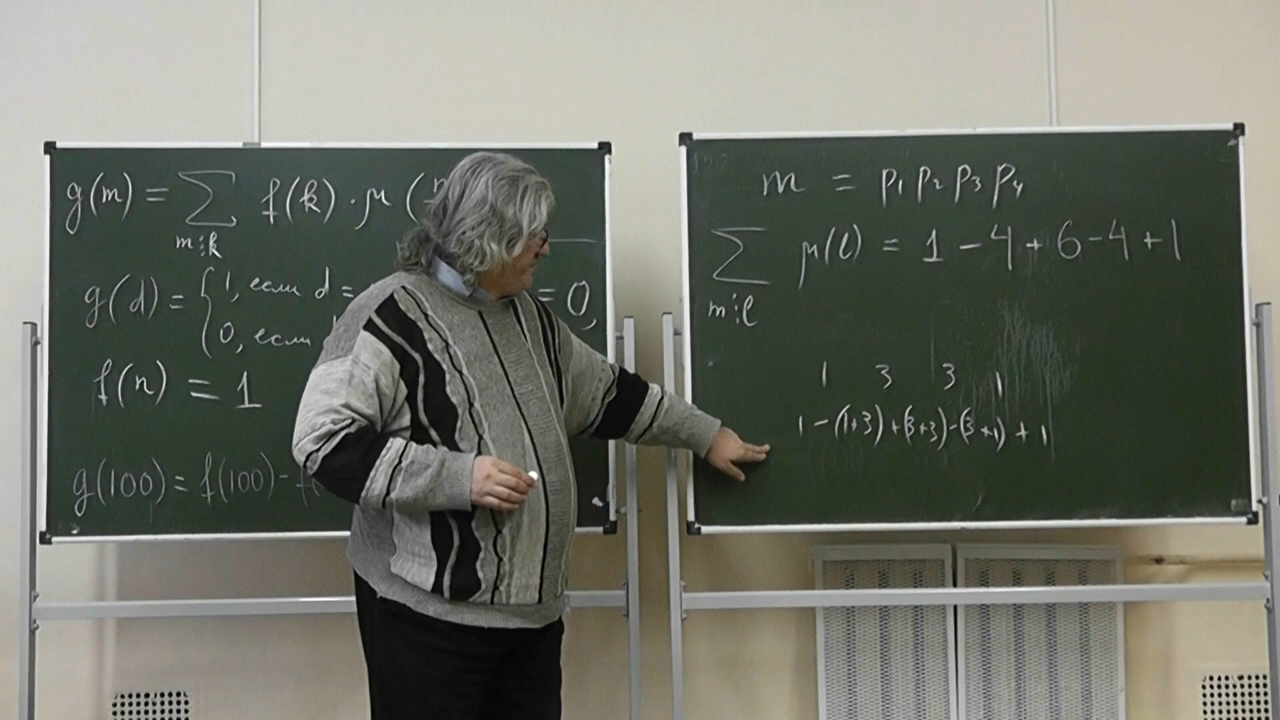 g(m) = ∑ f(k) · μ (
m⋮k
g(d) = { 1, если d = = 0,
0, если
f(n) = 1
g(100) = f(100) -
m = p₁ p₂ p₃ p₄
∑ μ(ℓ) = 1 - 4 + 6 - 4 + 1
m⋮ℓ
1 3 3 1
1 - (1+3) + (3+3) - (3+1) + 1